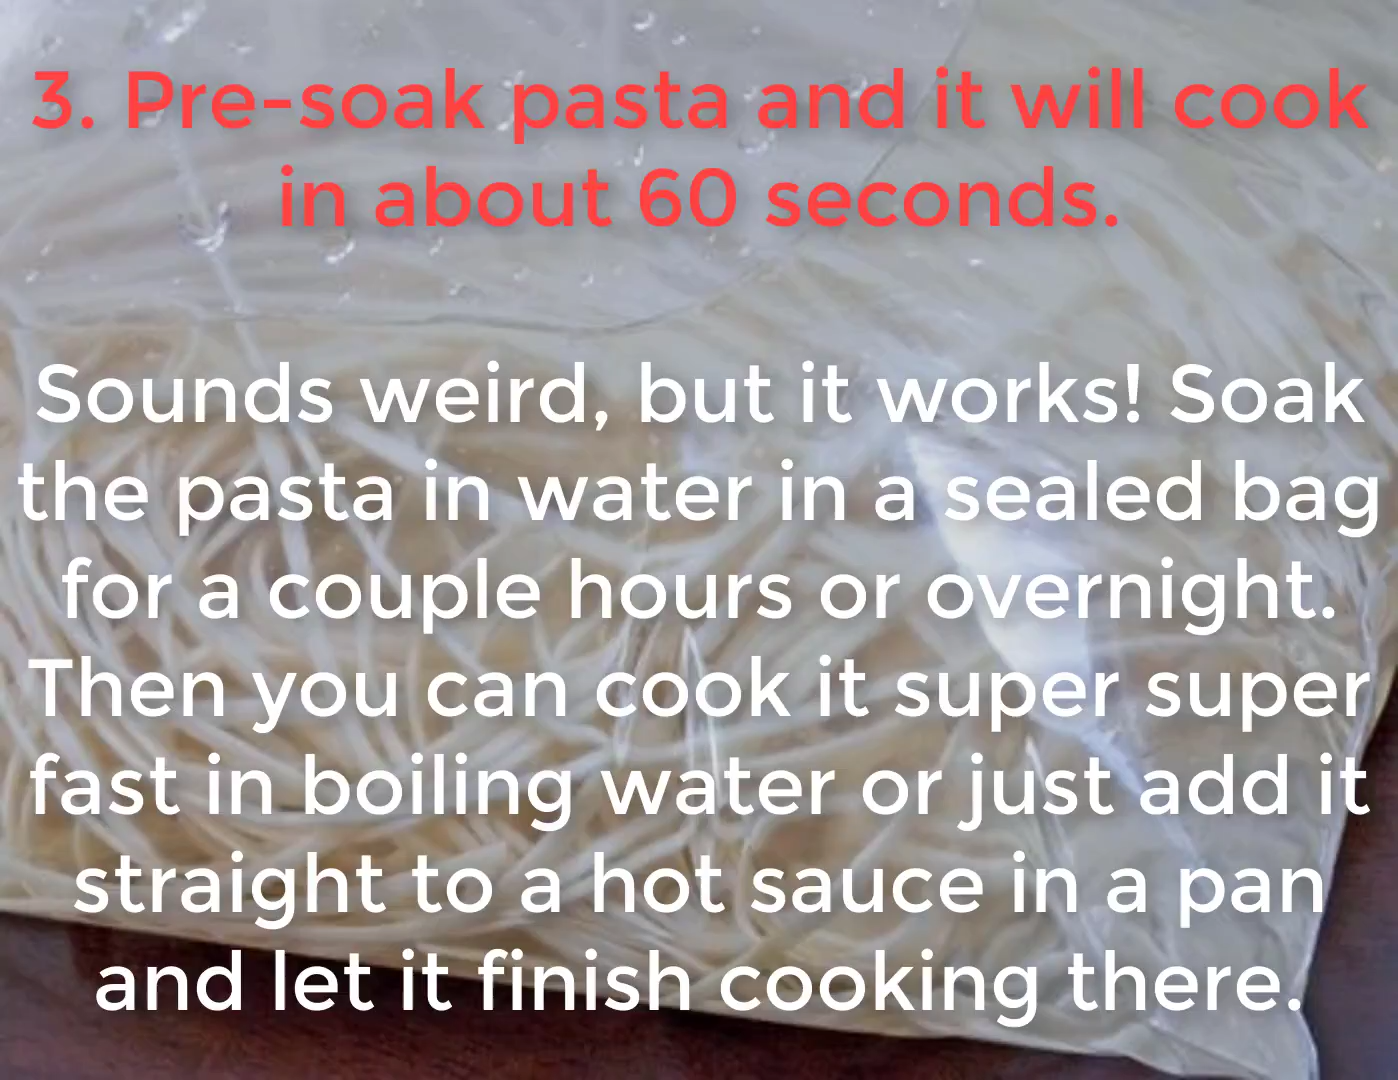 3. Pre-soak pasta and it will cook
in about 60 seconds.
Sounds weird, but it works! Soak
the pasta in water in a sealed bag
for a couple hours or overnight.
Then you can cook it super super
fast in boiling water or just add it
straight to a hot sauce in a pan
and let it finish cooking there.